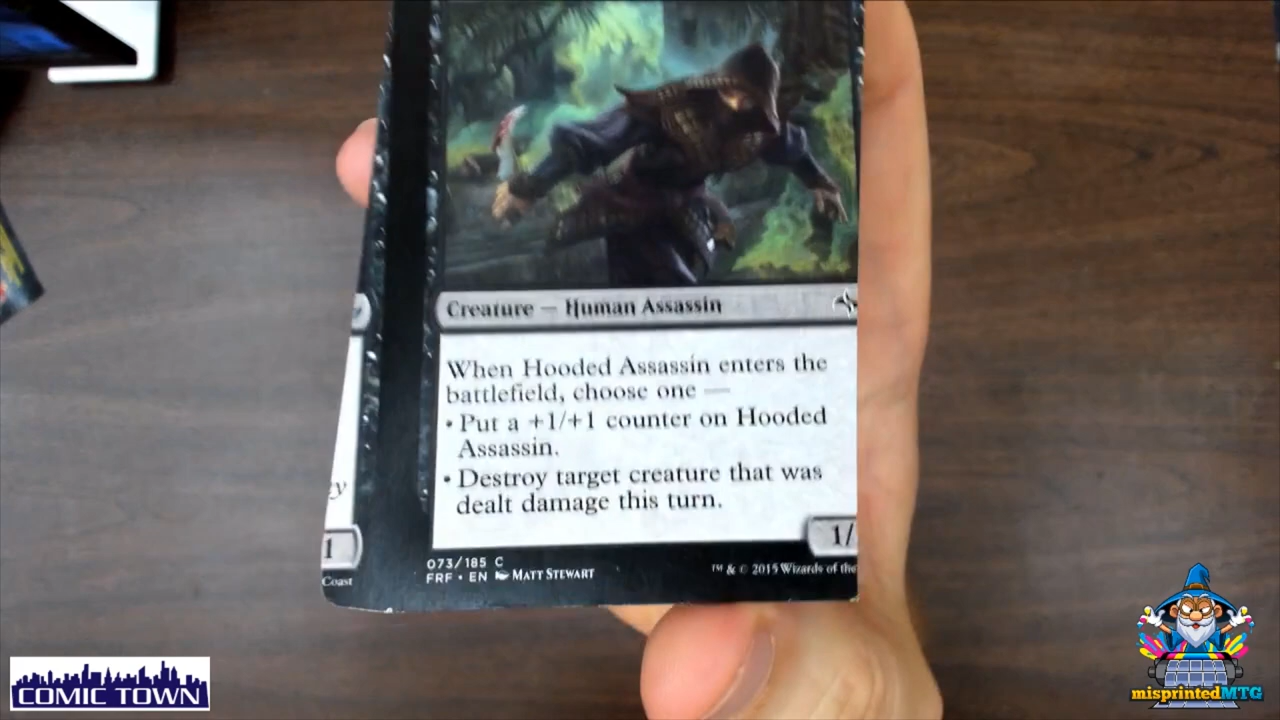 Creature — Human Assassin
When Hooded Assassin enters the
battlefield, choose one —
• Put a +1/+1 counter on Hooded
Assassin.
• Destroy target creature that was
dealt damage this turn.
y
1
Coast
1/
073/185 C
FRF • EN MATT STEWART
™ & © 2015 Wizards of the
COMIC TOWN
misprintedMTG